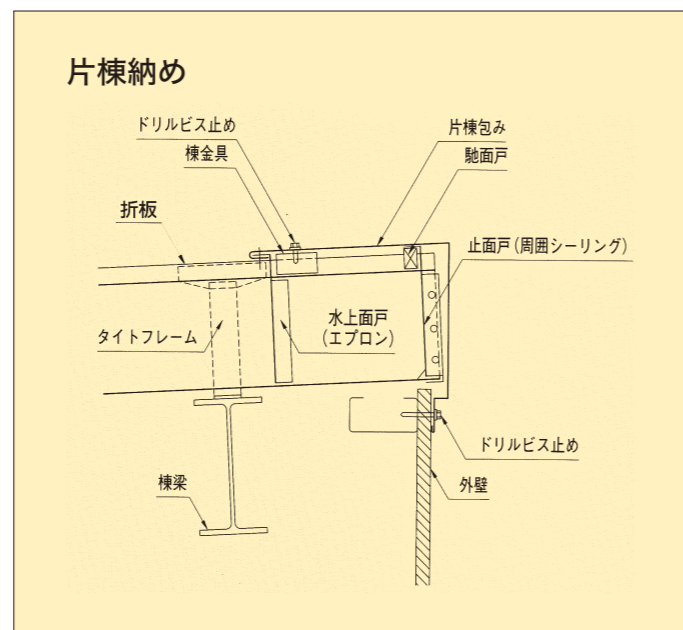 片棟納め
ドリルビス止め
片棟包み
棟金具
馳面戸
折板
止面戸(周囲シーリング)
水上面戸
(エプロン)
タイトフレーム
ドリルビス止め
棟梁
外壁